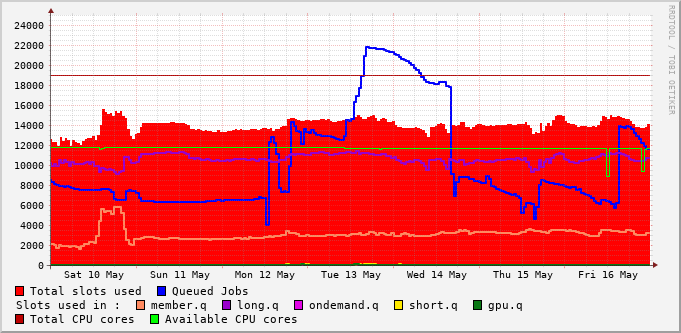 24000
22000
20000
18000
16000
14000
12000
10000
8000
6000
4000
2000
0
Sat 10 May Sun 11 May Mon 12 May Tue 13 May Wed 14 May Thu 15 May Fri 16 May
Total slots used Queued Jobs
Slots used in : member.q long.q ondemand.q short.q gpu.q
Total CPU cores Available CPU cores
RRDTOOL / TOBI OETIKER